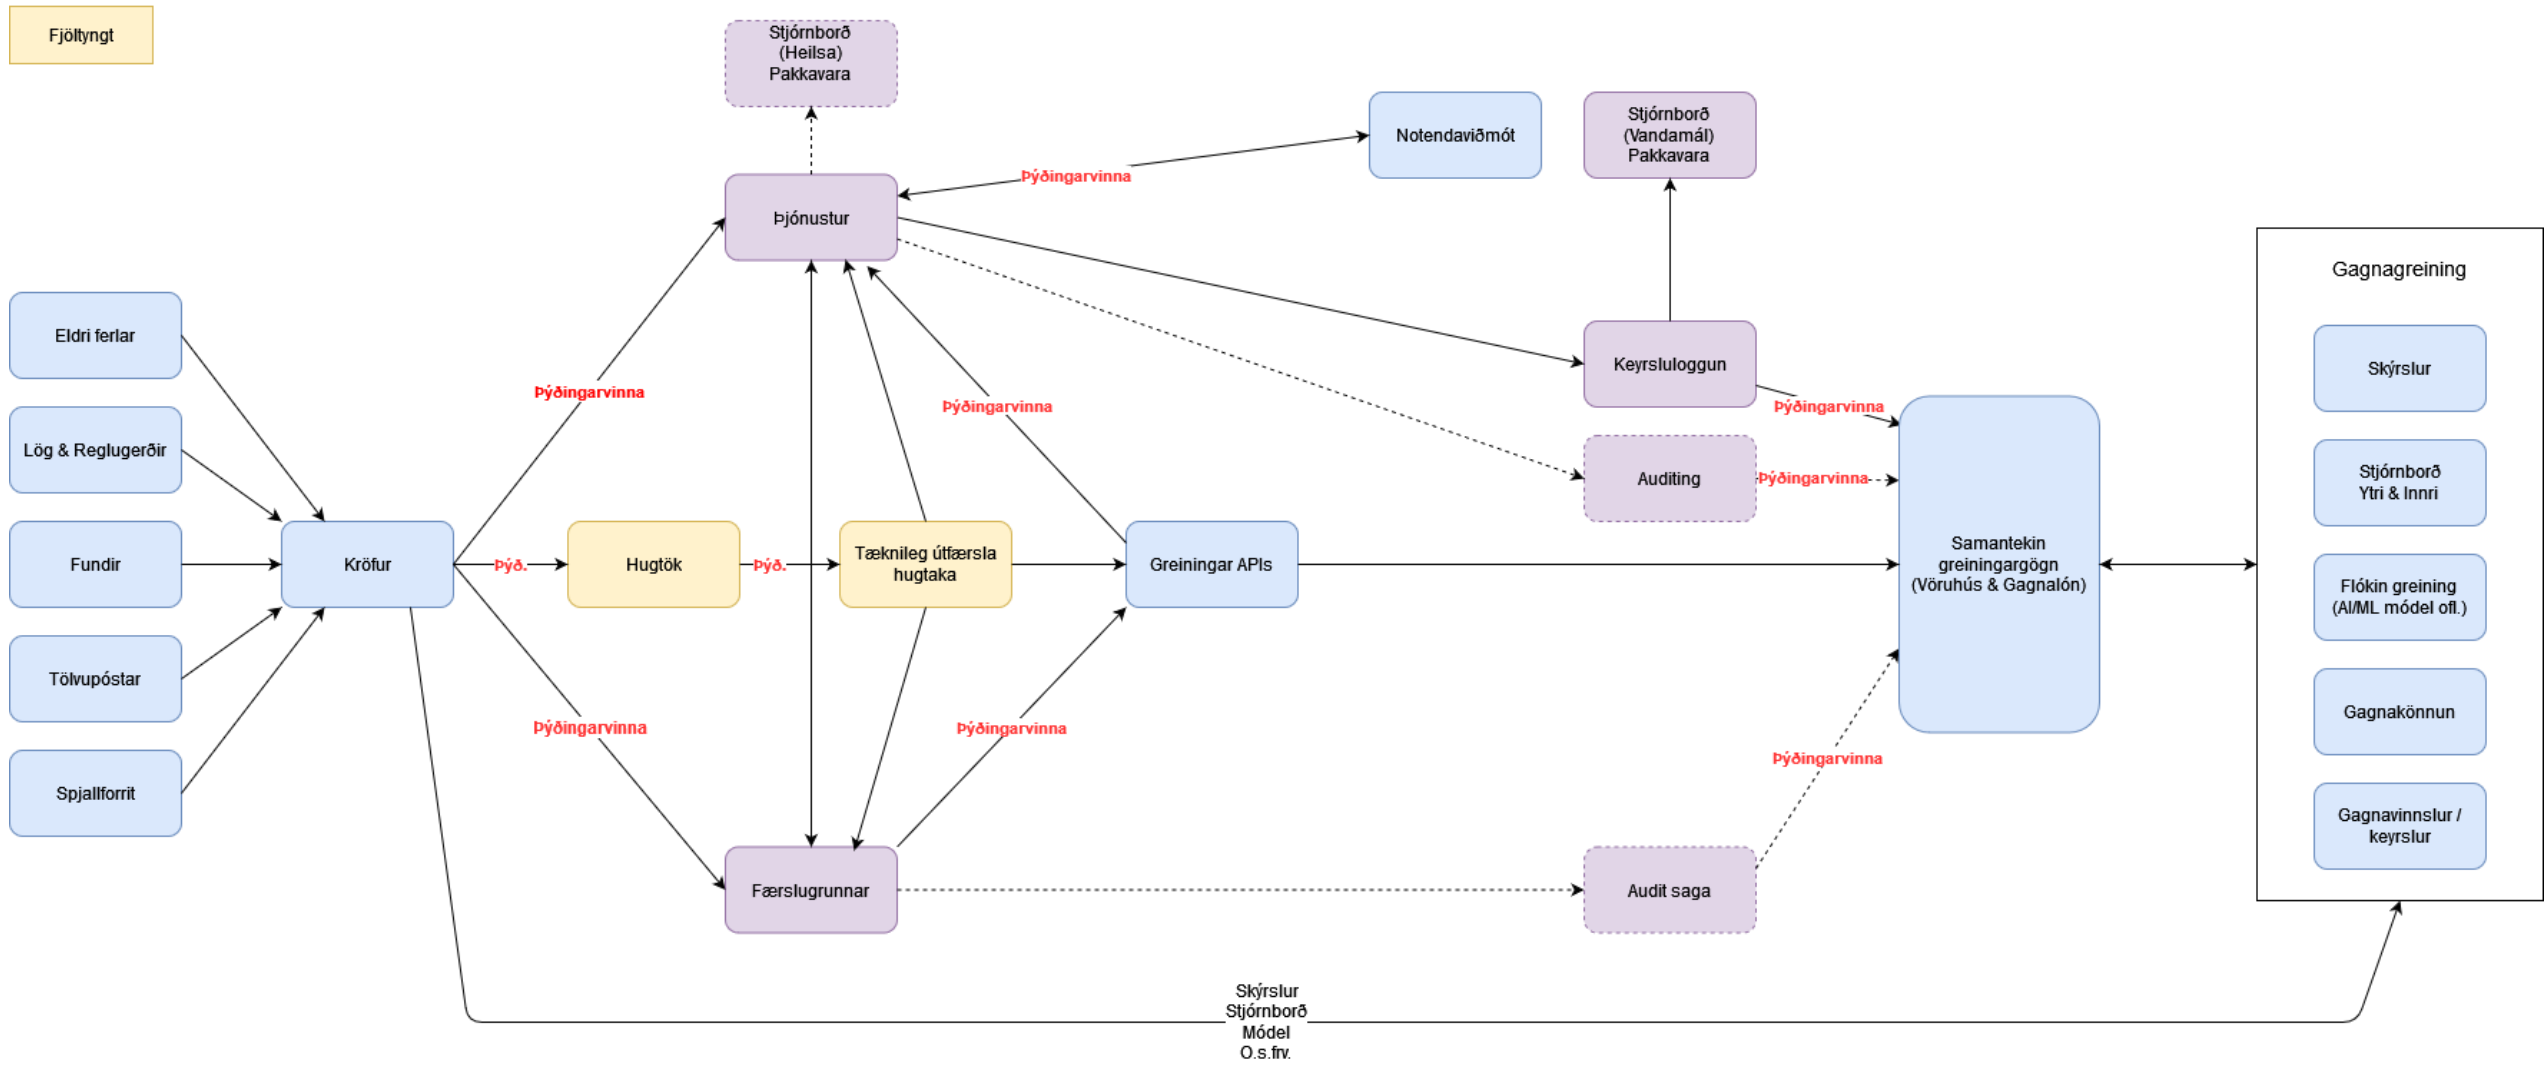 Fjöltyngt
Stjórnborð
(Heilsa)
Pakkavara
Notendaviðmót
Stjórnborð
(Vandamál)
Pakkavara
Þýðingarvinna
Þjónustur
Gagnagreining
Eldri ferlar
Keyrsluloggun
Skýrslur
Þýðingarvinna
Þýðingarvinna
Þýðingarvinna
Lög & Reglugerðir
Auditing
Þýðingarvinna
Stjórnborð
Ytri & Innri
Fundir
Kröfur
Þýð.
Hugtök
Þýð.
Tæknileg útfærsla
hugtaka
Greiningar APIs
Samantekin
greiningargögn
(Vöruhús & Gagnalón)
Flókin greining
(AI/ML módel ofl.)
Tölvupóstar
Þýðingarvinna
Þýðingarvinna
Þýðingarvinna
Gagnakönnun
Spjallforrit
Gagnavinnslur /
keyrslur
Færslugrunnar
Audit saga
Skýrslur
Stjórnborð
Módel
O.s.frv.